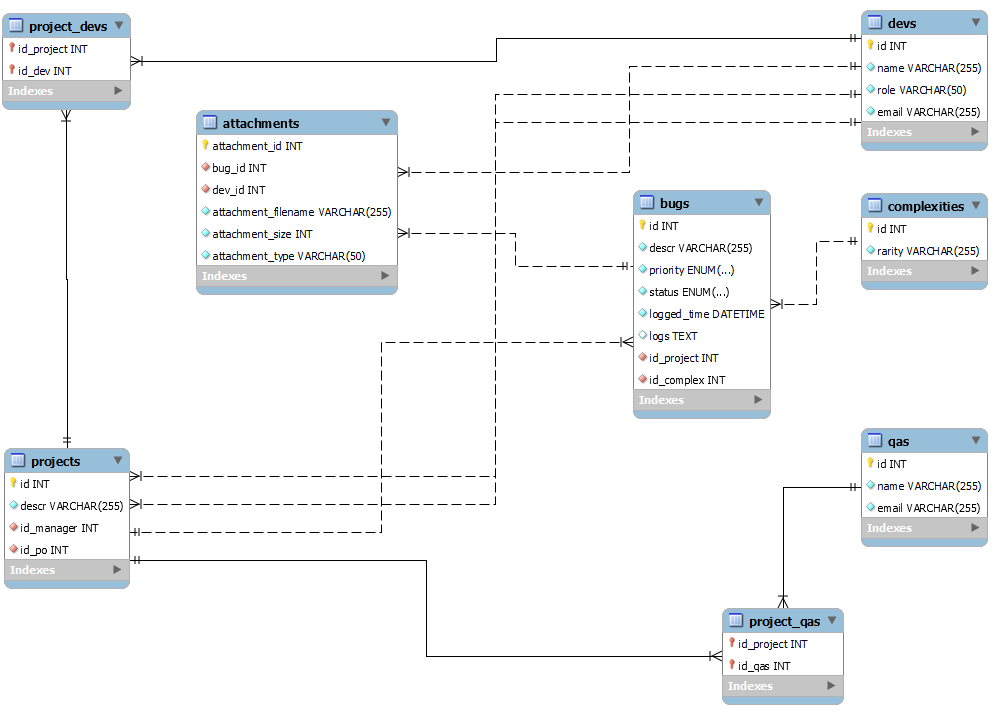 project_devs
id_project INT
id_dev INT
Indexes
devs
id INT
name VARCHAR(255)
role VARCHAR(50)
email VARCHAR(255)
Indexes
attachments
attachment_id INT
bug_id INT
dev_id INT
attachment_filename VARCHAR(255)
attachment_size INT
attachment_type VARCHAR(50)
Indexes
bugs
id INT
descr VARCHAR(255)
priority ENUM(...)
status ENUM(...)
logged_time DATETIME
logs TEXT
id_project INT
id_complex INT
Indexes
complexities
id INT
rarity VARCHAR(255)
Indexes
projects
id INT
descr VARCHAR(255)
id_manager INT
id_po INT
Indexes
qas
id INT
name VARCHAR(255)
email VARCHAR(255)
Indexes
project_qas
id_project INT
id_qas INT
Indexes